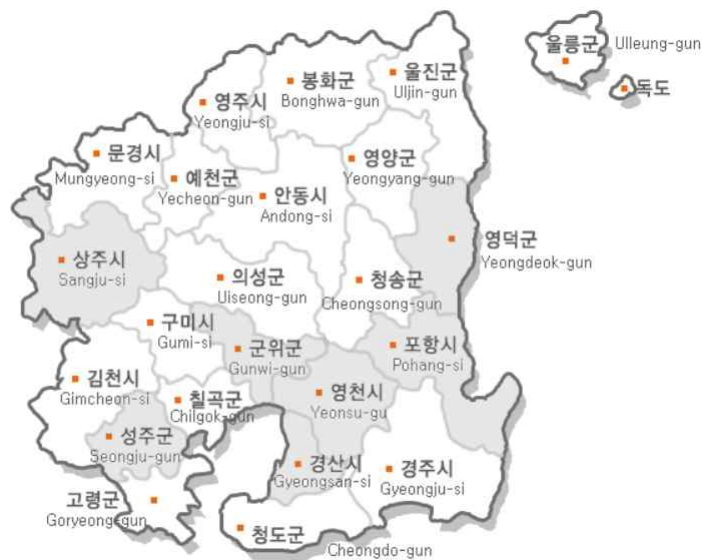 울릉군
Ulleung-gun
독도
울진군
Uljin-gun
봉화군
Bonghwa-gun
영주시
Yeongju-si
문경시
Mungyeong-si
예천군
Yecheon-gun
영양군
Yeongyang-gun
안동시
Andong-si
영덕군
Yeongdeok-gun
상주시
Sangju-si
의성군
Uiseong-gun
청송군
Cheongsong-gun
구미시
Gumi-si
군위군
Gunwi-gun
포항시
Pohang-si
김천시
Gimcheon-si
칠곡군
Chilgok-gun
영천시
Yeonsu-gu
성주군
Seongju-gun
경산시
Gyeongsan-si
경주시
Gyeongju-si
고령군
Goryeong-gun
청도군
Cheongdo-gun